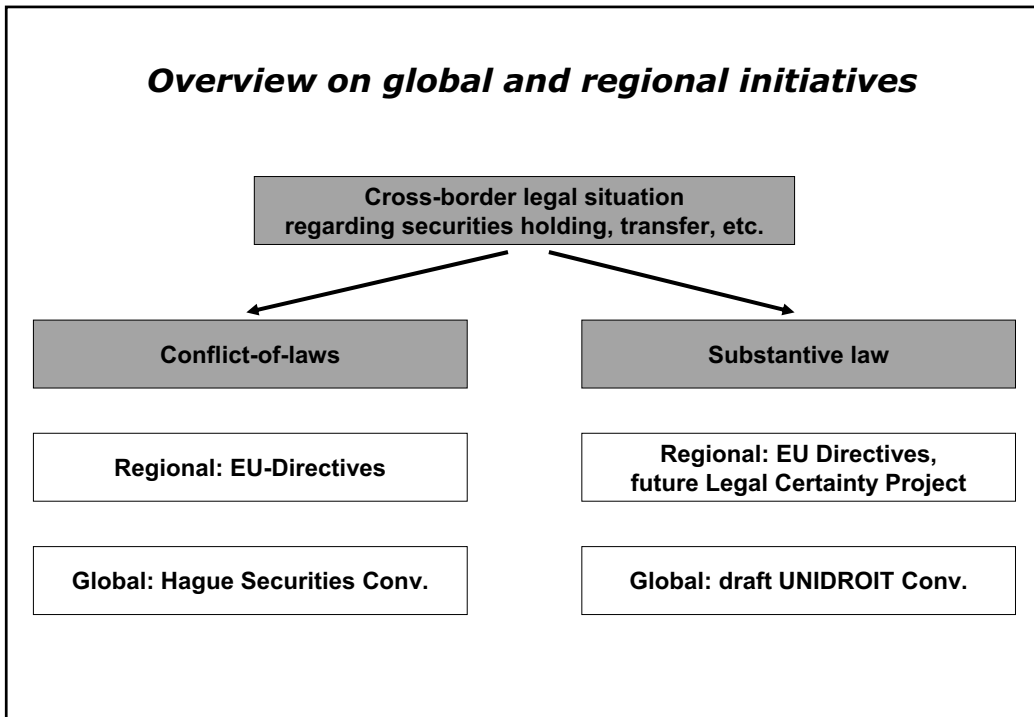 Overview on global and regional initiatives
Cross-border legal situation
regarding securities holding, transfer, etc.
Conflict-of-laws
Substantive law
Regional: EU-Directives
Regional: EU Directives,
future Legal Certainty Project
Global: Hague Securities Conv.
Global: draft UNIDROIT Conv.